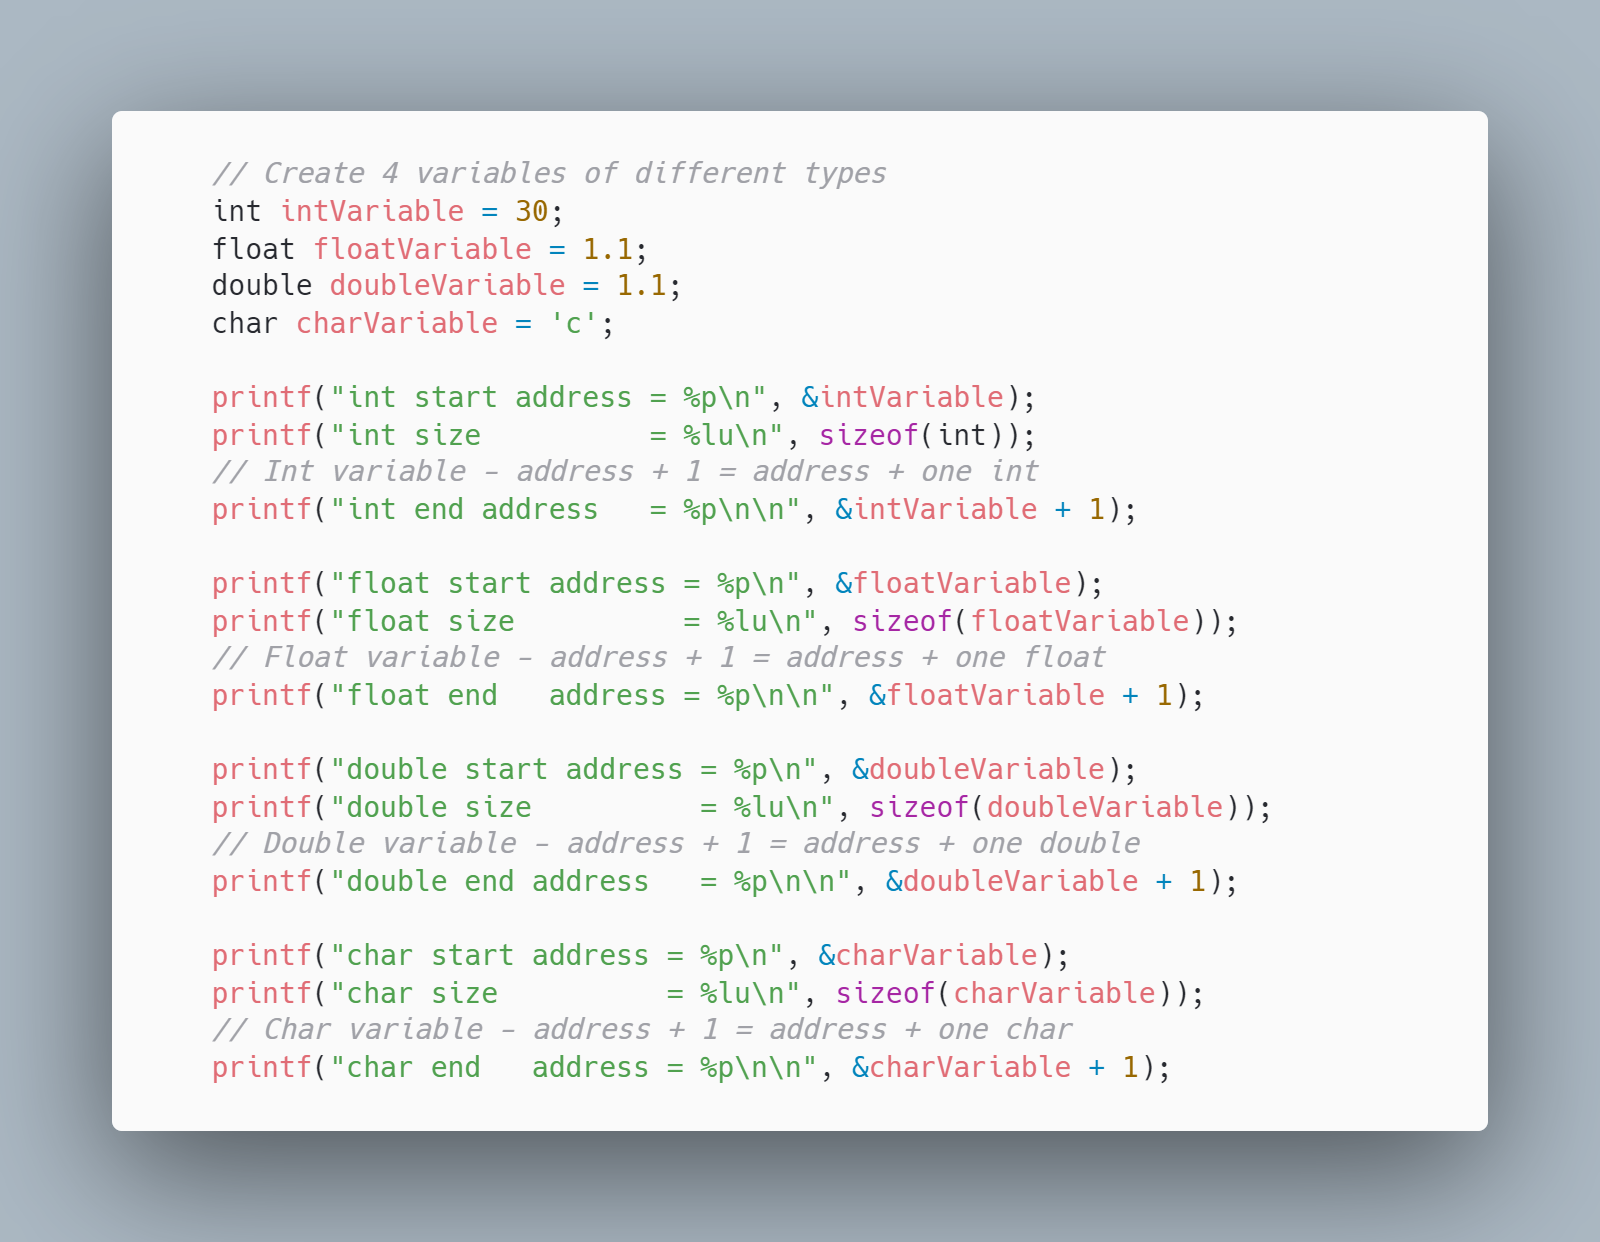 // Create 4 variables of different types
int intVariable = 30;
float floatVariable = 1.1;
double doubleVariable = 1.1;
char charVariable = 'c';

printf("int start address = %p\n", &intVariable);
printf("int size          = %lu\n", sizeof(int));
// Int variable – address + 1 = address + one int
printf("int end address   = %p\n\n", &intVariable + 1);

printf("float start address = %p\n", &floatVariable);
printf("float size          = %lu\n", sizeof(floatVariable));
// Float variable – address + 1 = address + one float
printf("float end   address = %p\n\n", &floatVariable + 1);

printf("double start address = %p\n", &doubleVariable);
printf("double size          = %lu\n", sizeof(doubleVariable));
// Double variable – address + 1 = address + one double
printf("double end address   = %p\n\n", &doubleVariable + 1);

printf("char start address = %p\n", &charVariable);
printf("char size          = %lu\n", sizeof(charVariable));
// Char variable – address + 1 = address + one char
printf("char end   address = %p\n\n", &charVariable + 1);